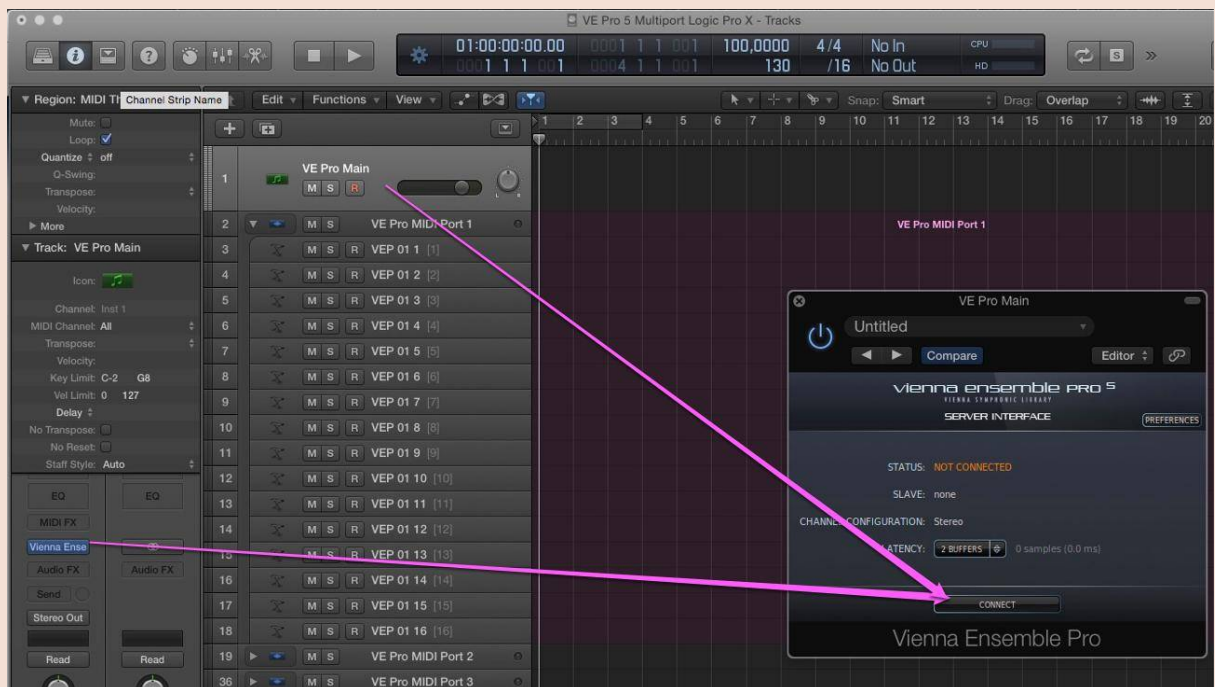 VE Pro 5 Multiport Logic Pro X - Tracks
01:00:00:00.00 0001 1 1 001 100,0000 4/4 No In CPU
0001 1 1 001 0004 1 1 001 130 /16 No Out HD
S
Region: MIDI Th Channel Strip Name Edit Functions View Snap: Smart Drag: Overlap
Mute:
Loop:
Quantize off
Q-Swing:
Transpose:
Velocity:
More
Track: VE Pro Main
Icon:
Channel: Inst 1
MIDI Channel: All
Transpose:
Velocity:
Key Limit: C-2 G8
Vel Limit: 0 127
Delay
No Transpose:
No Reset:
Staff Style: Auto
EQ EQ
MIDI FX
Vienna Ense
Audio FX Audio FX
Send
Stereo Out
Read Read
1 2 3 4 5 6 7 8 9 10 11 12 13 14 15 16 17 18 19 20
1 VE Pro Main
M S R
2 M S VE Pro MIDI Port 1
3 M S R VEP 01 1 [1]
4 M S R VEP 01 2 [2]
5 M S R VEP 01 3 [3]
6 M S R VEP 01 4 [4]
7 M S R VEP 01 5 [5]
8 M S R VEP 01 6 [6]
9 M S R VEP 01 7 [7]
10 M S R VEP 01 8 [8]
11 M S R VEP 01 9 [9]
12 M S R VEP 01 10 [10]
13 M S R VEP 01 11 [11]
14 M S R VEP 01 12 [12]
15 M S R VEP 01 13 [13]
16 M S R VEP 01 14 [14]
17 M S R VEP 01 15 [15]
18 M S R VEP 01 16 [16]
19 M S VE Pro MIDI Port 2
36 M S VE Pro MIDI Port 3
VE Pro MIDI Port 1
VE Pro Main
Untitled
Compare Editor
vienna ensemble PRO 5
VIENNA SYMPHONIC LIBRARY
SERVER INTERFACE
PREFERENCES
STATUS: NOT CONNECTED
SLAVE: none
CHANNEL CONFIGURATION: Stereo
LATENCY: 2 BUFFERS 0 samples (0.0 ms)
CONNECT
Vienna Ensemble Pro